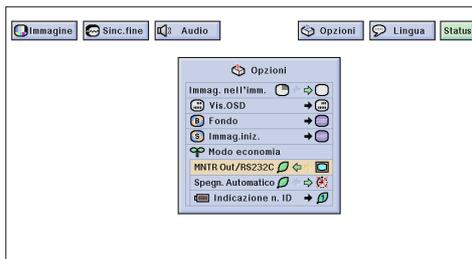 Immagine Sinc.fine Audio Opzioni Lingua Status
Opzioni
Immag. nell'imm.
Vis.OSD
B Fondo
S Immag.iniz.
Modo economia
MNTR Out/RS232C
Spegn. Automatico
Indicazione n. ID 1